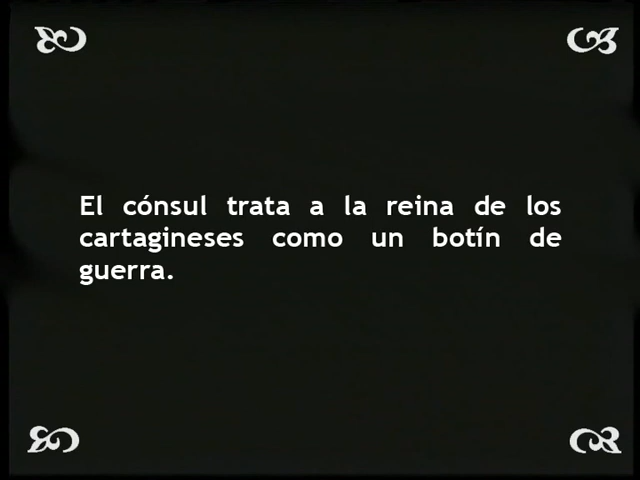 El cónsul trata a la reina de los
cartagineses como un botín de
guerra.